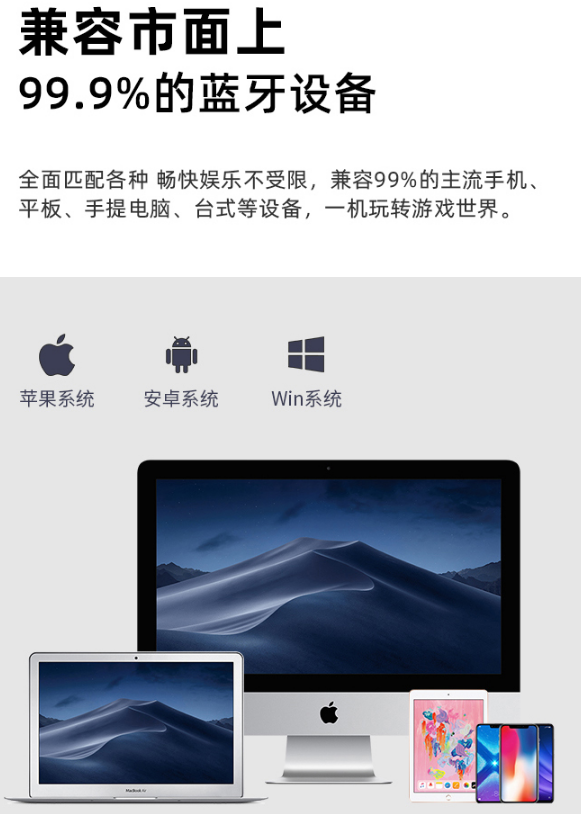 兼容市面上
99.9%的蓝牙设备
全面匹配各种 畅快娱乐不受限，兼容99%的主流手机、
平板、手提电脑、台式等设备，一机玩转游戏世界。
苹果系统 安卓系统 Win系统
MacBook Air